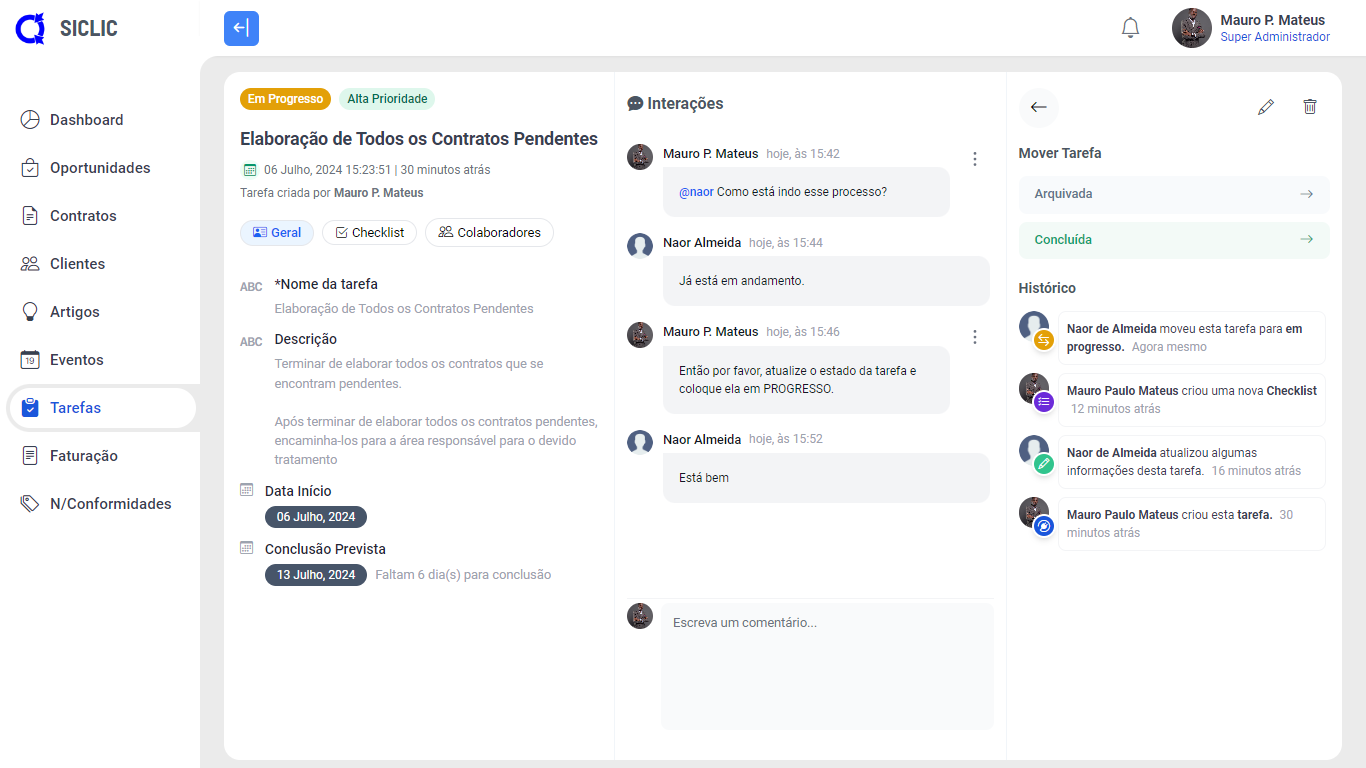 SICLIC
Mauro P. Mateus
Super Administrador
Dashboard
Oportunidades
Contratos
Clientes
Artigos
19
Eventos
Tarefas
Faturação
N/Conformidades
Em Progresso
Alta Prioridade
Elaboração de Todos os Contratos Pendentes
06 Julho, 2024 15:23:51 | 30 minutos atrás
Tarefa criada por Mauro P. Mateus
Geral
Checklist
Colaboradores
ABC
*Nome da tarefa
Elaboração de Todos os Contratos Pendentes
ABC
Descrição
Terminar de elaborar todos os contratos que se
encontram pendentes.
Após terminar de elaborar todos os contratos pendentes,
encaminha-los para a área responsável para o devido
tratamento
Data Início
06 Julho, 2024
Conclusão Prevista
13 Julho, 2024
Faltam 6 dia(s) para conclusão
Interações
Mauro P. Mateus hoje, às 15:42
@naor Como está indo esse processo?
Naor Almeida hoje, às 15:44
Já está em andamento.
Mauro P. Mateus hoje, às 15:46
Então por favor, atualize o estado da tarefa e
coloque ela em PROGRESSO.
Naor Almeida hoje, às 15:52
Está bem
Escreva um comentário...
Mover Tarefa
Arquivada
Concluída
Histórico
Naor de Almeida moveu esta tarefa para em
progresso. Agora mesmo
Mauro Paulo Mateus criou uma nova Checklist
12 minutos atrás
Naor de Almeida atualizou algumas
informações desta tarefa. 16 minutos atrás
Mauro Paulo Mateus criou esta tarefa. 30
minutos atrás